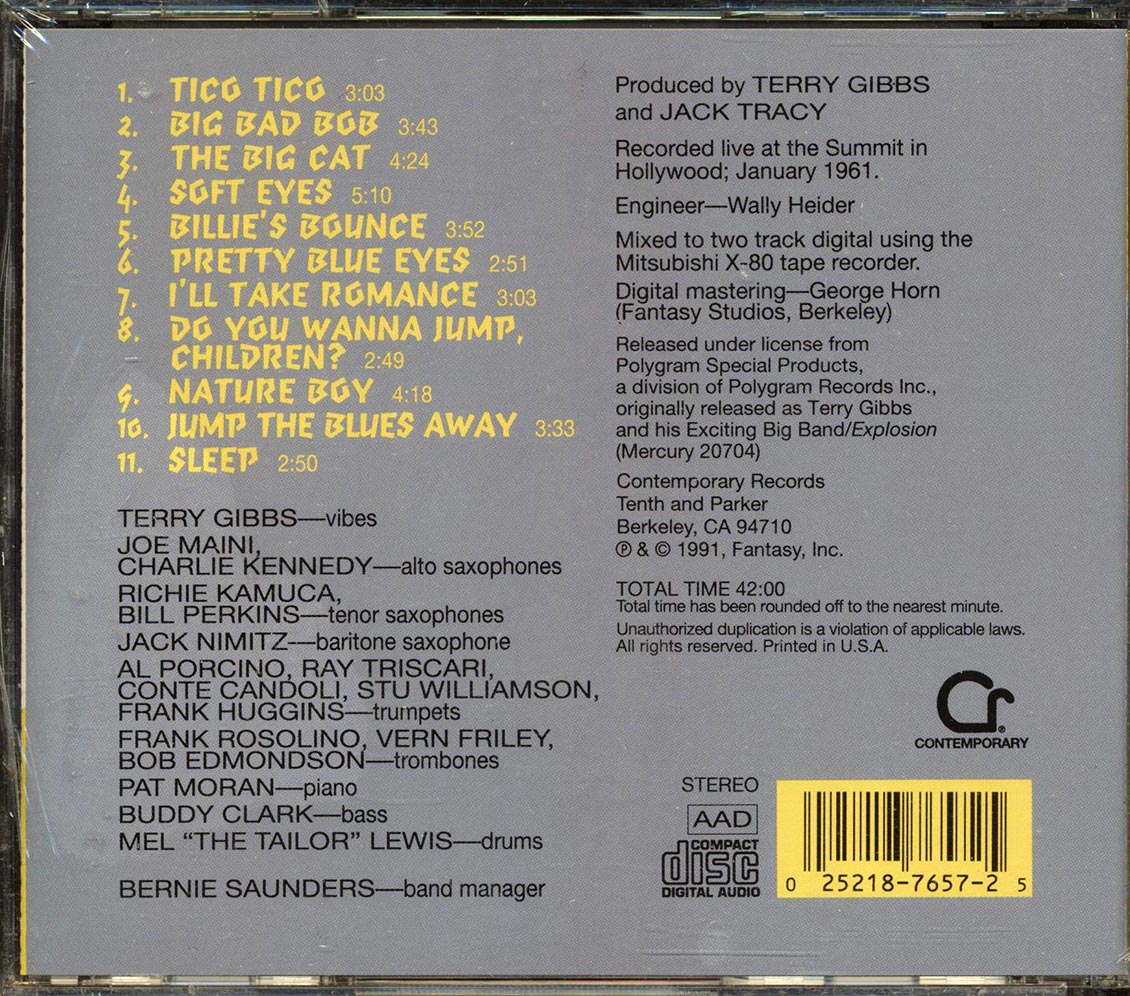 1. TICO TICO 3:03
2. BIG BAD BOB 3:43
3. THE BIG CAT 4:24
4. SOFT EYES 5:10
5. BILLIE'S BOUNCE 3:52
6. PRETTY BLUE EYES 2:51
7. I'LL TAKE ROMANCE 3:03
8. DO YOU WANNA JUMP,
CHILDREN? 2:49
9. NATURE BOY 4:18
10. JUMP THE BLUES AWAY 3:33
11. SLEEP 2:50
TERRY GIBBS—vibes
JOE MAINI,
CHARLIE KENNEDY—alto saxophones
RICHIE KAMUCA,
BILL PERKINS—tenor saxophones
JACK NIMITZ—baritone saxophone
AL PORCINO, RAY TRISCARI,
CONTE CANDOLI, STU WILLIAMSON,
FRANK HUGGINS—trumpets
FRANK ROSOLINO, VERN FRILEY,
BOB EDMONDSON—trombones
PAT MORAN—piano
BUDDY CLARK—bass
MEL “THE TAILOR” LEWIS—drums
BERNIE SAUNDERS—band manager
Produced by TERRY GIBBS
and JACK TRACY
Recorded live at the Summit in
Hollywood; January 1961.
Engineer—Wally Heider
Mixed to two track digital using the
Mitsubishi X-80 tape recorder.
Digital mastering—George Horn
(Fantasy Studios, Berkeley)
Released under license from
Polygram Special Products,
a division of Polygram Records Inc.,
originally released as Terry Gibbs
and his Exciting Big Band/Explosion
(Mercury 20704)
Contemporary Records
Tenth and Parker
Berkeley, CA 94710
℗ & © 1991, Fantasy, Inc.
TOTAL TIME 42:00
Total time has been rounded off to the nearest minute.
Unauthorized duplication is a violation of applicable laws.
All rights reserved. Printed in U.S.A.
Cr®
CONTEMPORARY
STEREO
AAD
COMPACT
disc
DIGITAL AUDIO
0 25218-7657-2 5